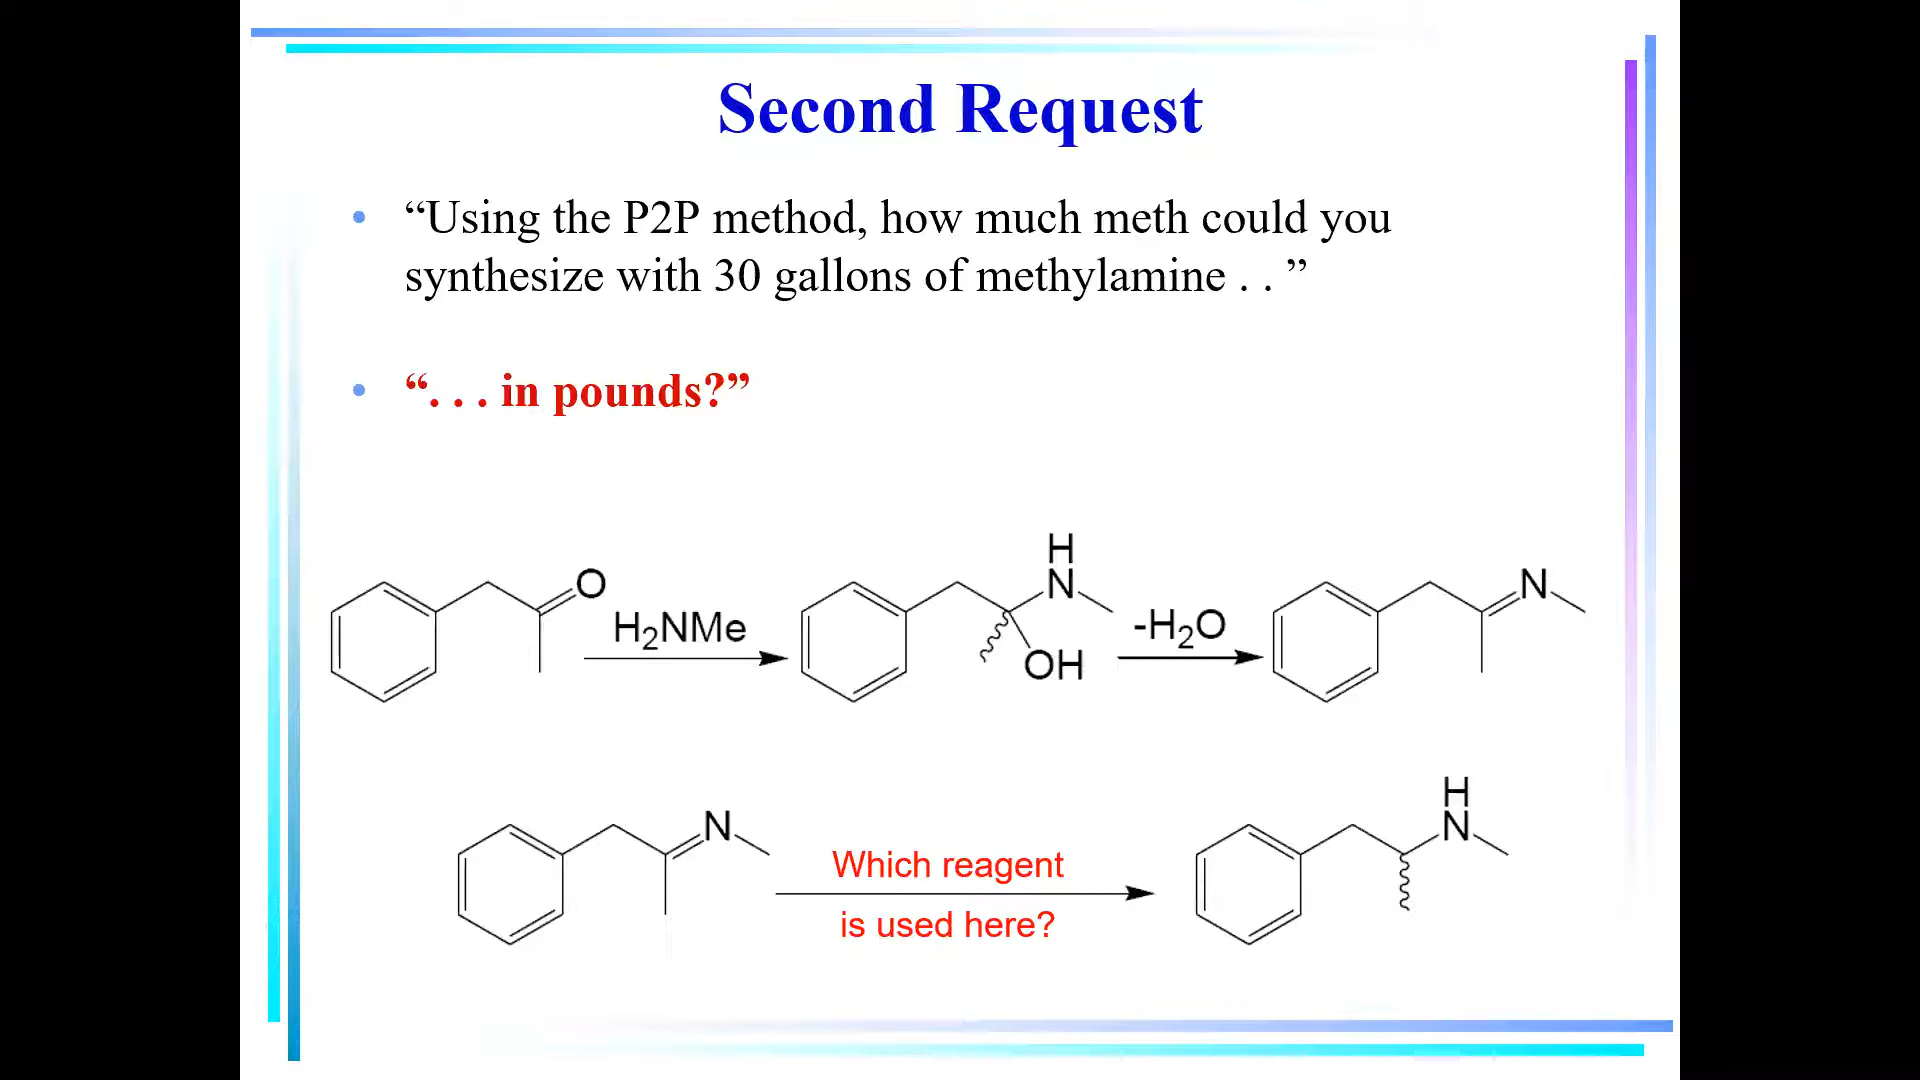 Second Request
“Using the P2P method, how much meth could you
synthesize with 30 gallons of methylamine . . ”
“. . . in pounds?”
O
H₂NMe
H
N
OH
-H₂O
N
N
Which reagent
is used here?
H
N